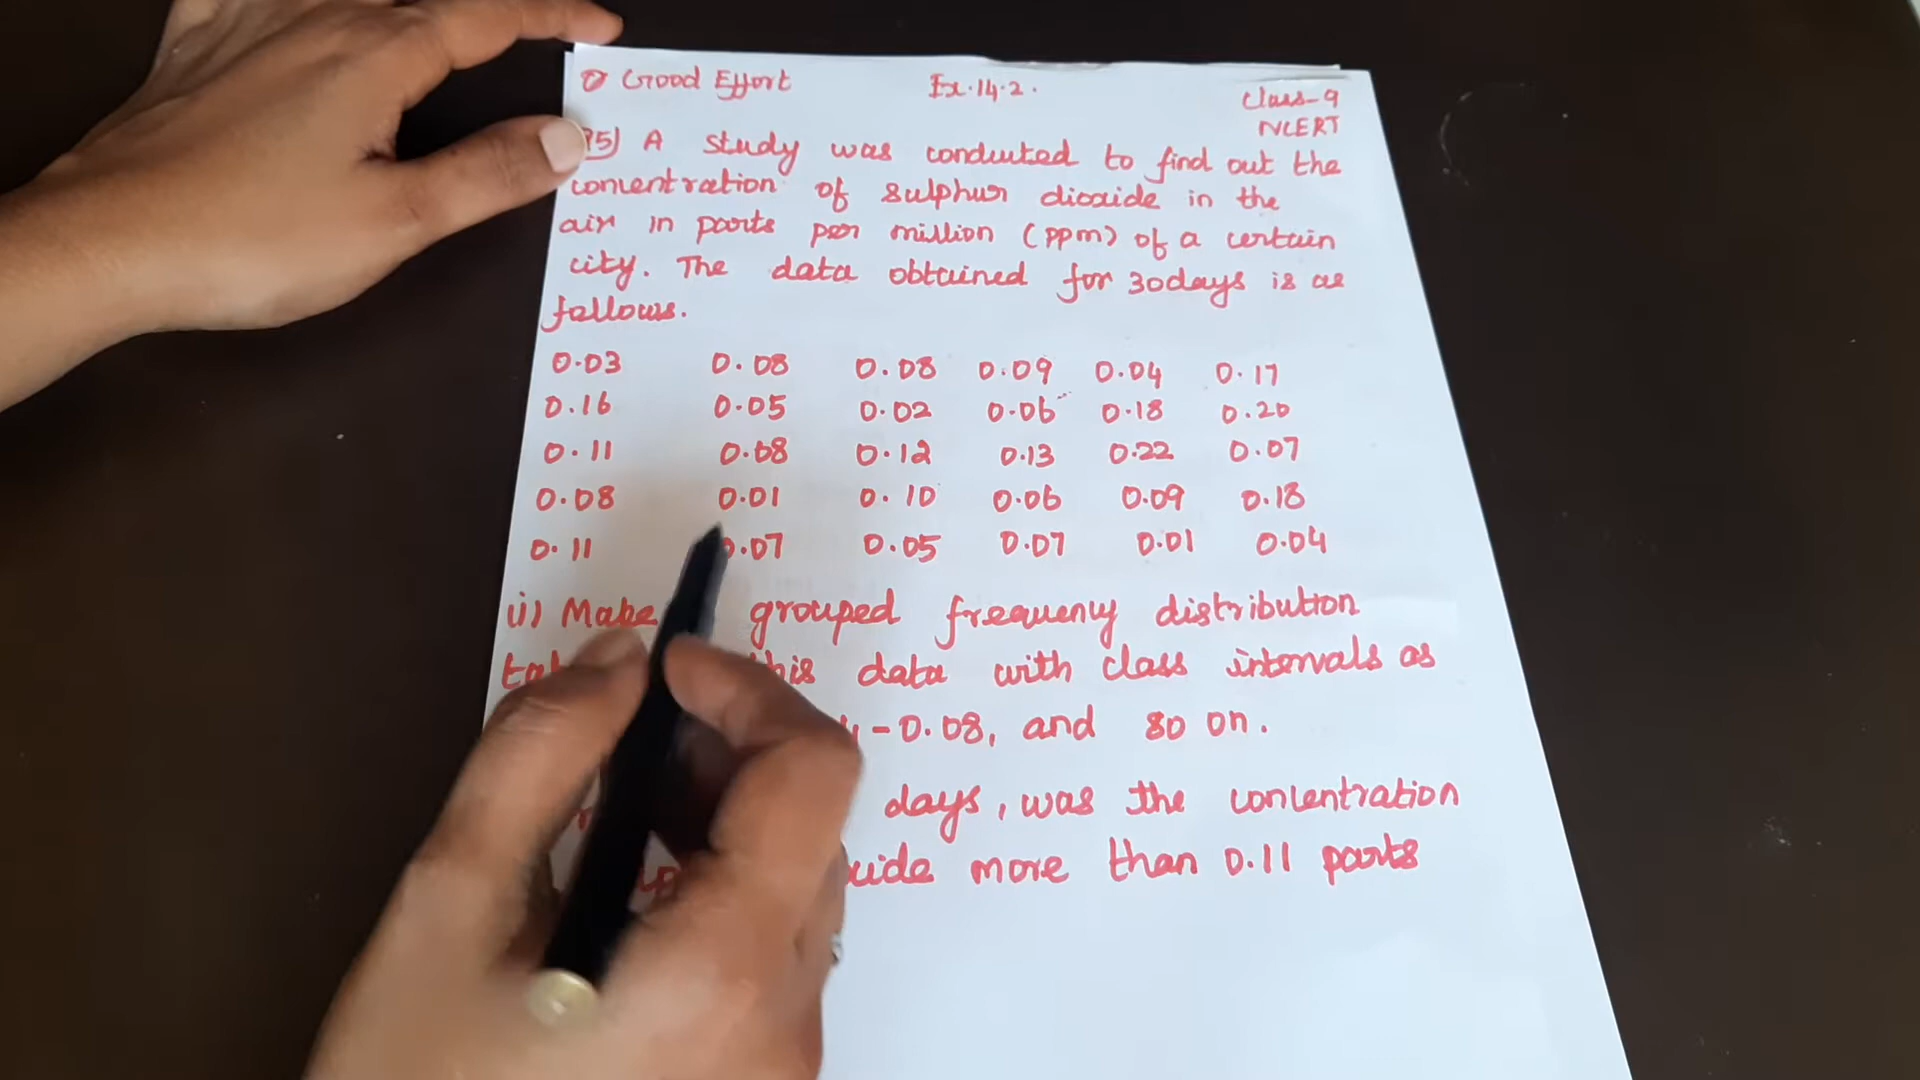 Good Effort Ex.14.2. Class-9
NCERT
5) A study was conducted to find out the
concentration of sulphur dioxide in the
air in parts per million (ppm) of a certain
city. The data obtained for 30days is as
follows.
0.03 0.08 0.08 0.09 0.04 0.17
0.16 0.05 0.02 0.06 0.18 0.20
0.11 0.08 0.12 0.13 0.22 0.07
0.08 0.01 0.10 0.06 0.09 0.18
0.11 0.07 0.05 0.07 0.01 0.04
i) Make grouped frequency distribution
data with class intervals as
-0.08, and so on.
days, was the concentration
more than 0.11 parts